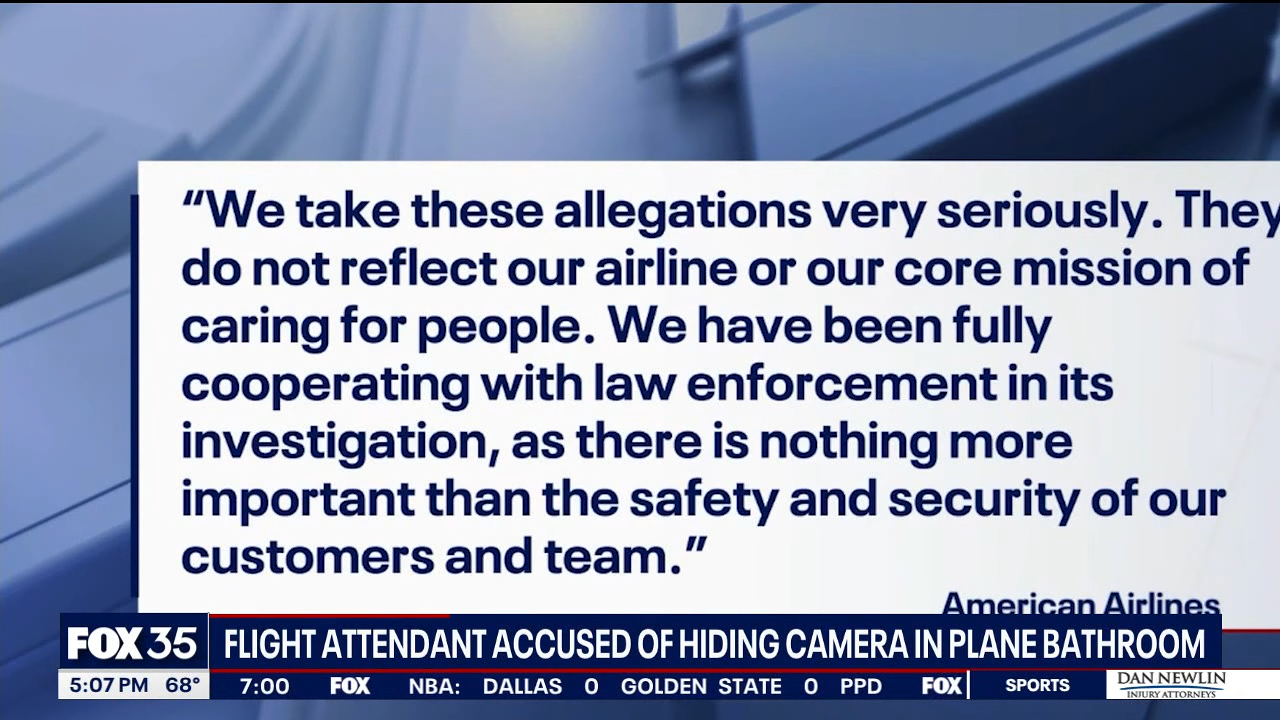 “We take these allegations very seriously. They
do not reflect our airline or our core mission of
caring for people. We have been fully
cooperating with law enforcement in its
investigation, as there is nothing more
important than the safety and security of our
customers and team.”
American Airlines
FOX 35
FLIGHT ATTENDANT ACCUSED OF HIDING CAMERA IN PLANE BATHROOM
5:07 PM 68° 7:00 FOX NBA: DALLAS 0 GOLDEN STATE 0 PPD FOX SPORTS DAN NEWLIN
INJURY ATTORNEYS